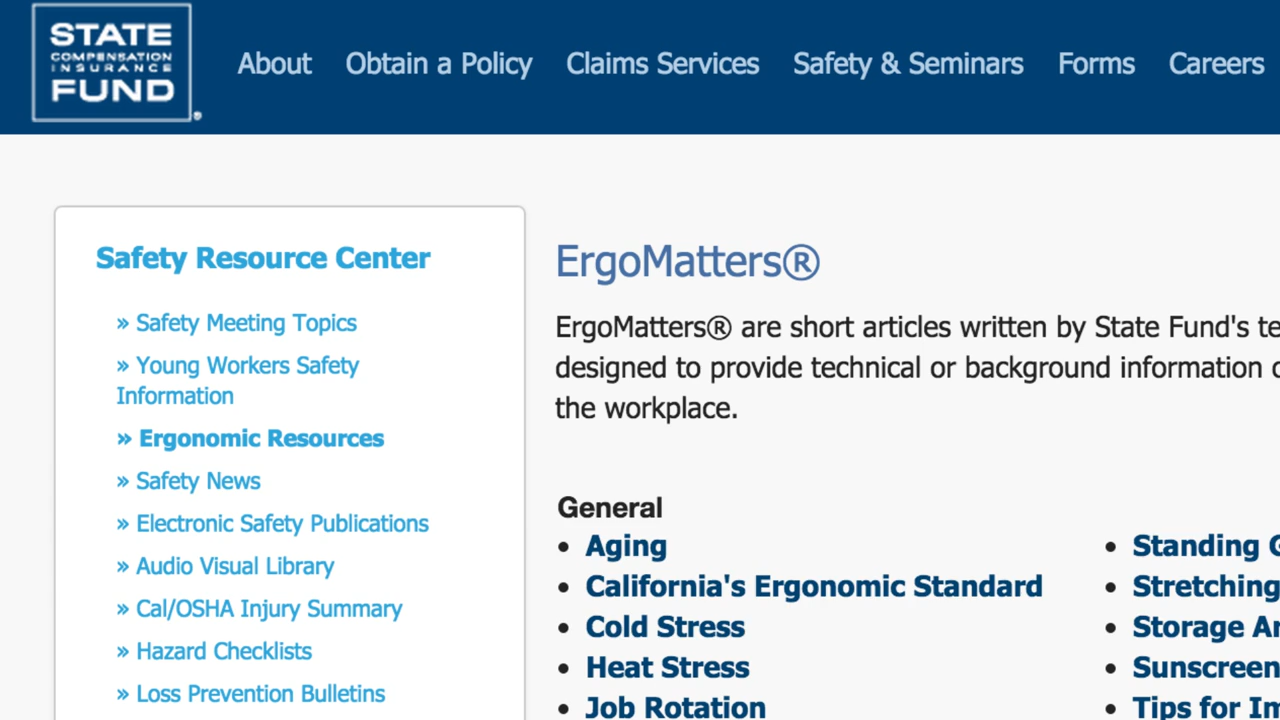 STATE
COMPENSATION
INSURANCE
FUND®
About Obtain a Policy Claims Services Safety & Seminars Forms Careers
Safety Resource Center
» Safety Meeting Topics
» Young Workers Safety
Information
» Ergonomic Resources
» Safety News
» Electronic Safety Publications
» Audio Visual Library
» Cal/OSHA Injury Summary
» Hazard Checklists
» Loss Prevention Bulletins
ErgoMatters®
ErgoMatters® are short articles written by State Fund's te
designed to provide technical or background information
the workplace.
General
• Aging
• California's Ergonomic Standard
• Cold Stress
• Heat Stress
• Job Rotation
• Standing
• Stretching
• Storage
• Sunscreen
• Tips for